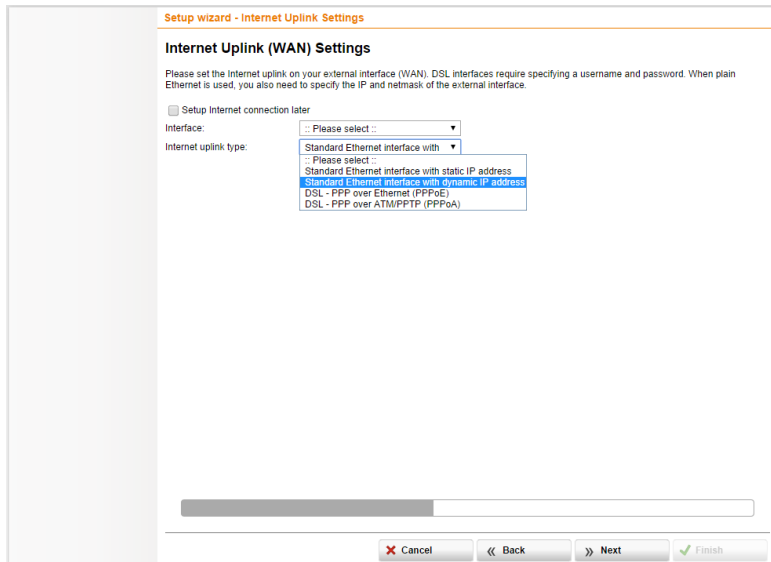 Setup wizard - Internet Uplink Settings
Internet Uplink (WAN) Settings
Please set the Internet uplink on your external interface (WAN). DSL interfaces require specifying a username and password. When plain
Ethernet is used, you also need to specify the IP and netmask of the external interface.
Setup Internet connection later
Interface:
:: Please select ::
Internet uplink type:
Standard Ethernet interface with
:: Please select ::
Standard Ethernet interface with static IP address
Standard Ethernet interface with dynamic IP address
DSL - PPP over Ethernet (PPPoE)
DSL - PPP over ATM/PPTP (PPPoA)
Cancel
Back
Next
Finish